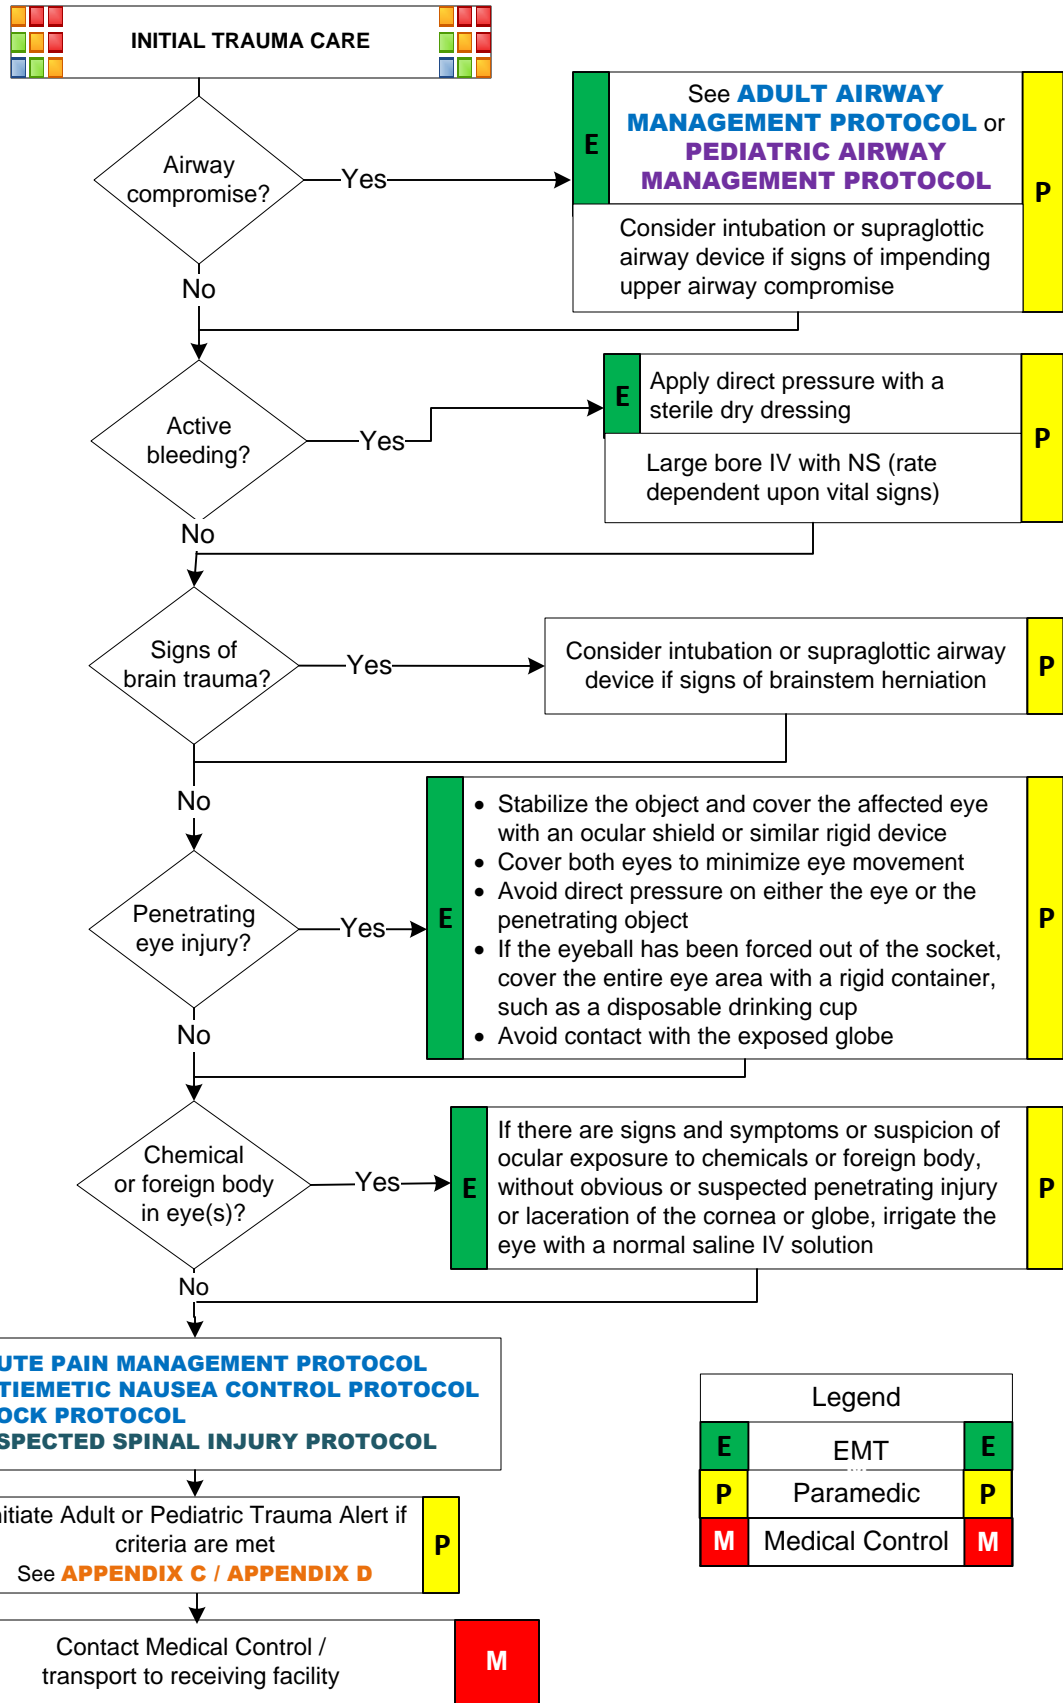 INITIAL TRAUMA CARE
Airway
compromise?
Yes
E
See ADULT AIRWAY
MANAGEMENT PROTOCOL or
PEDIATRIC AIRWAY
MANAGEMENT PROTOCOL
P
Consider intubation or supraglottic
airway device if signs of impending
upper airway compromise
No
Active
bleeding?
Yes
E
Apply direct pressure with a
sterile dry dressing
P
Large bore IV with NS (rate
dependent upon vital signs)
No
Signs of
brain trauma?
Yes
Consider intubation or supraglottic airway
device if signs of brainstem herniation
P
No
Penetrating
eye injury?
Yes
E
• Stabilize the object and cover the affected eye
with an ocular shield or similar rigid device
• Cover both eyes to minimize eye movement
• Avoid direct pressure on either the eye or the
penetrating object
• If the eyeball has been forced out of the socket,
cover the entire eye area with a rigid container,
such as a disposable drinking cup
• Avoid contact with the exposed globe
P
No
Chemical
or foreign body
in eye(s)?
Yes
E
If there are signs and symptoms or suspicion of
ocular exposure to chemicals or foreign body,
without obvious or suspected penetrating injury
or laceration of the cornea or globe, irrigate the
eye with a normal saline IV solution
P
No
UTE PAIN MANAGEMENT PROTOCOL
TIEMETIC NAUSEA CONTROL PROTOCOL
OCK PROTOCOL
SPECTED SPINAL INJURY PROTOCOL
itiate Adult or Pediatric Trauma Alert if
criteria are met
See APPENDIX C / APPENDIX D
P
Contact Medical Control /
transport to receiving facility
M
Legend
E EMT E
P Paramedic P
M Medical Control M